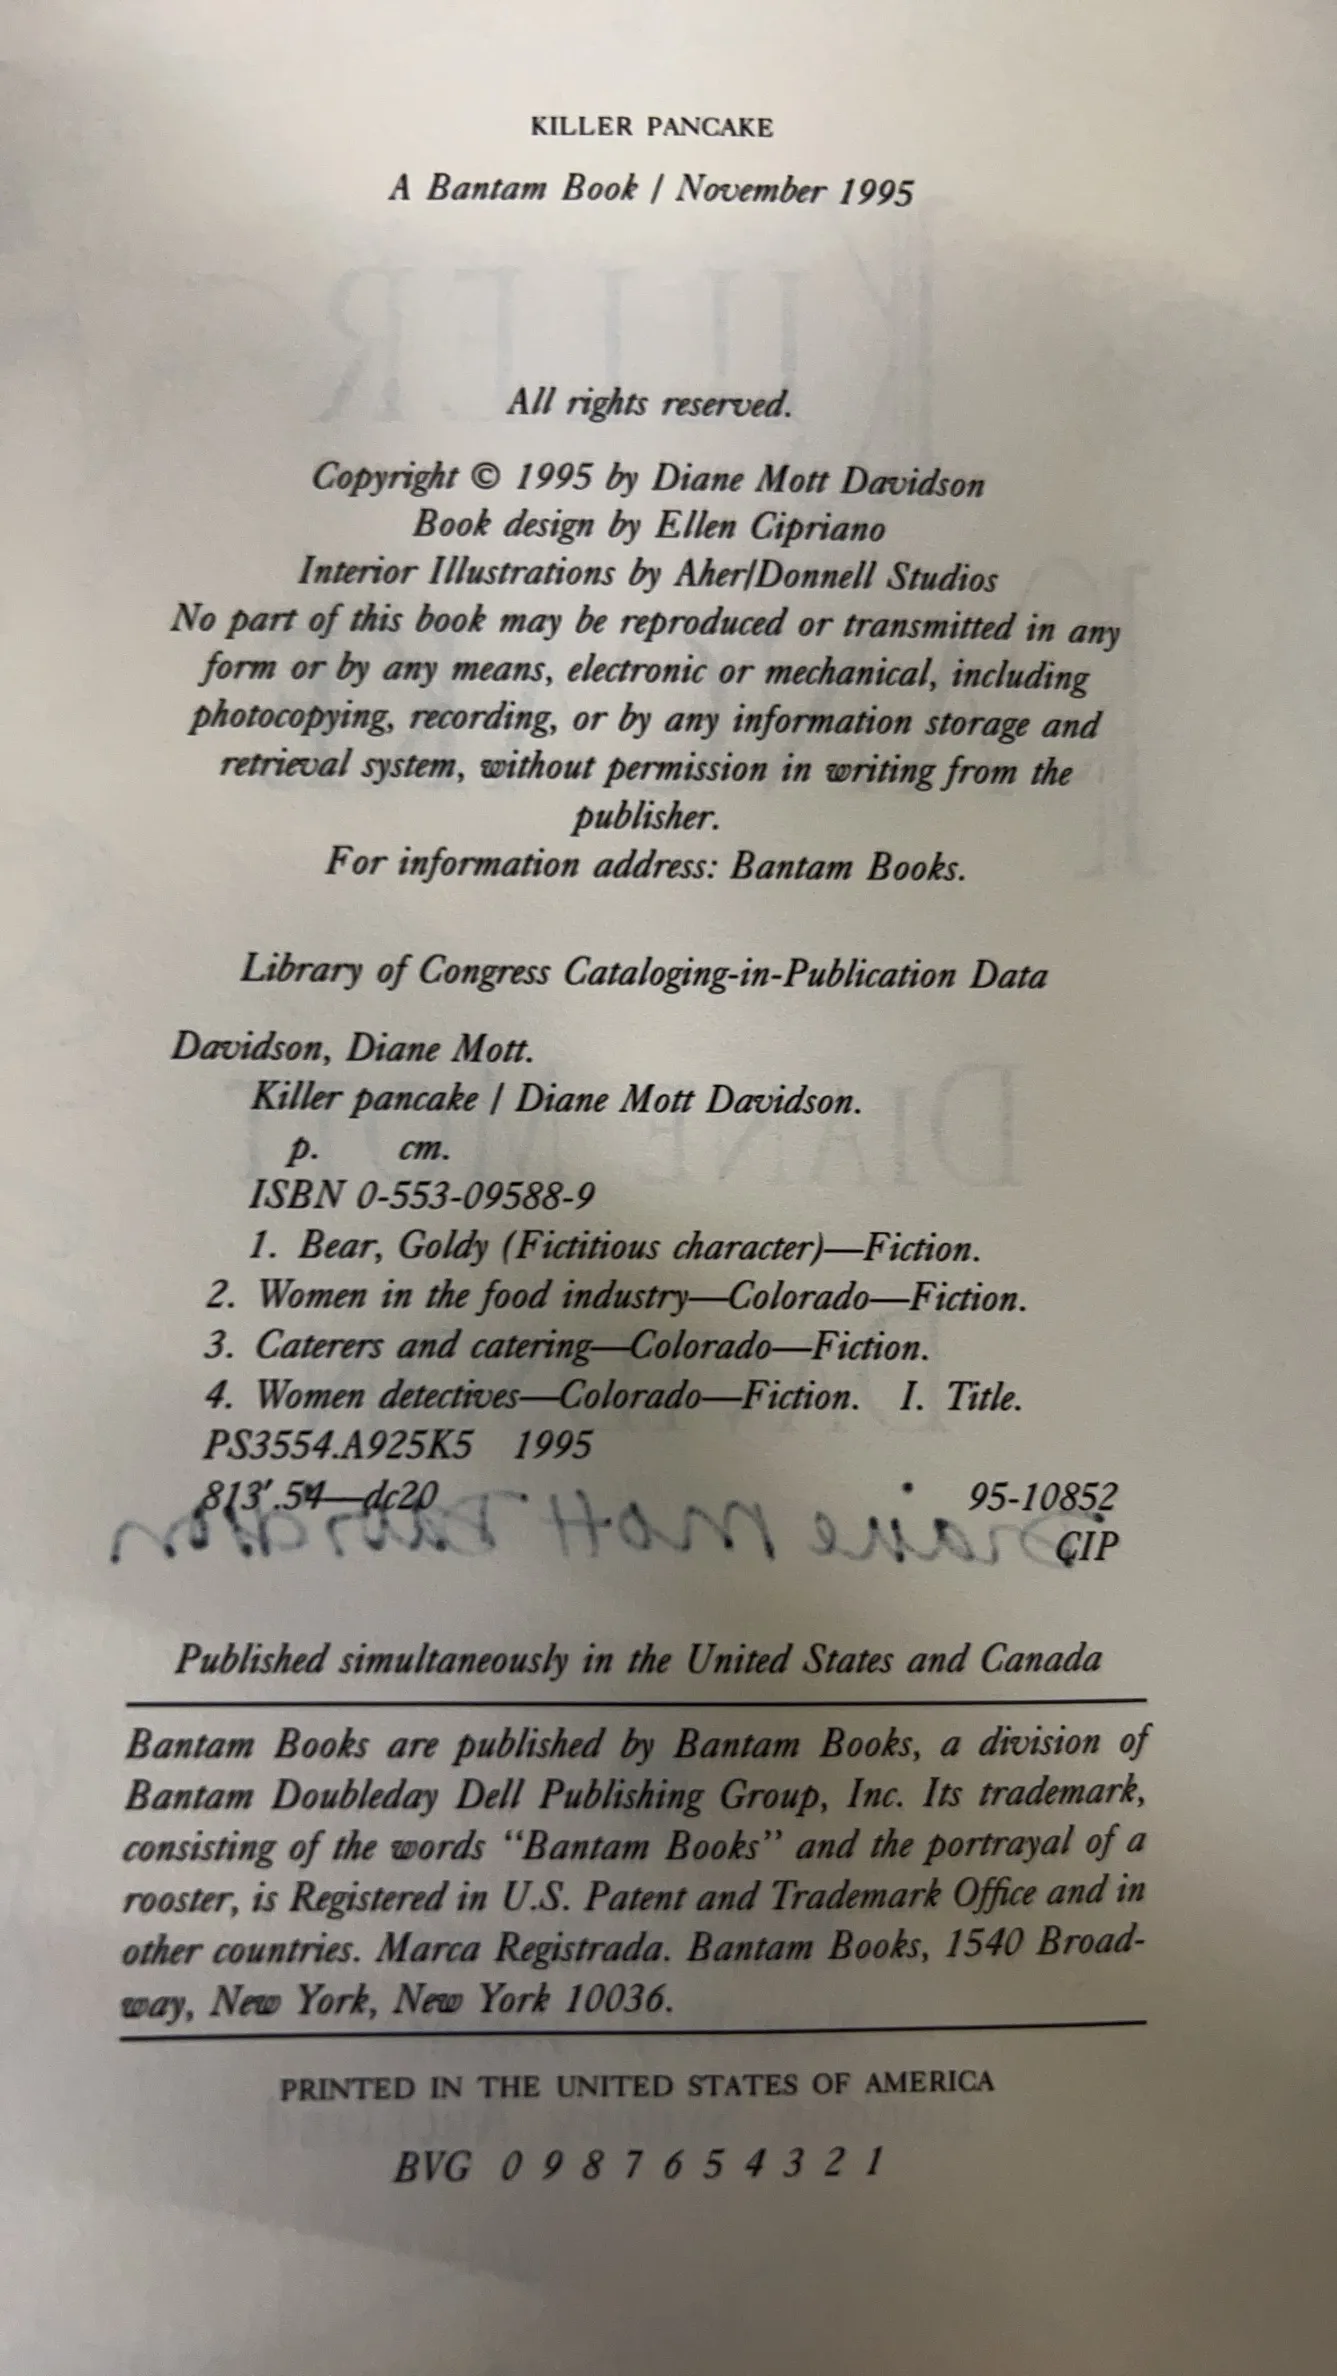 KILLER PANCAKE
A Bantam Book / November 1995
All rights reserved.
Copyright © 1995 by Diane Mott Davidson
Book design by Ellen Cipriano
Interior Illustrations by Aher/Donnell Studios
No part of this book may be reproduced or transmitted in any
form or by any means, electronic or mechanical, including
photocopying, recording, or by any information storage and
retrieval system, without permission in writing from the
publisher.
For information address: Bantam Books.
Library of Congress Cataloging-in-Publication Data
Davidson, Diane Mott.
Killer pancake / Diane Mott Davidson.
p. cm.
ISBN 0-553-09588-9
1. Bear, Goldy (Fictitious character)—Fiction.
2. Women in the food industry—Colorado—Fiction.
3. Caterers and catering—Colorado—Fiction.
4. Women detectives—Colorado—Fiction. I. Title.
PS3554.A925K5 1995
813'.54—dc20 95-10852
CIP
Diane Mott Davidson
Published simultaneously in the United States and Canada
Bantam Books are published by Bantam Books, a division of
Bantam Doubleday Dell Publishing Group, Inc. Its trademark,
consisting of the words “Bantam Books” and the portrayal of a
rooster, is Registered in U.S. Patent and Trademark Office and in
other countries. Marca Registrada. Bantam Books, 1540 Broad-
way, New York, New York 10036.
PRINTED IN THE UNITED STATES OF AMERICA
BVG 0 9 8 7 6 5 4 3 2 1